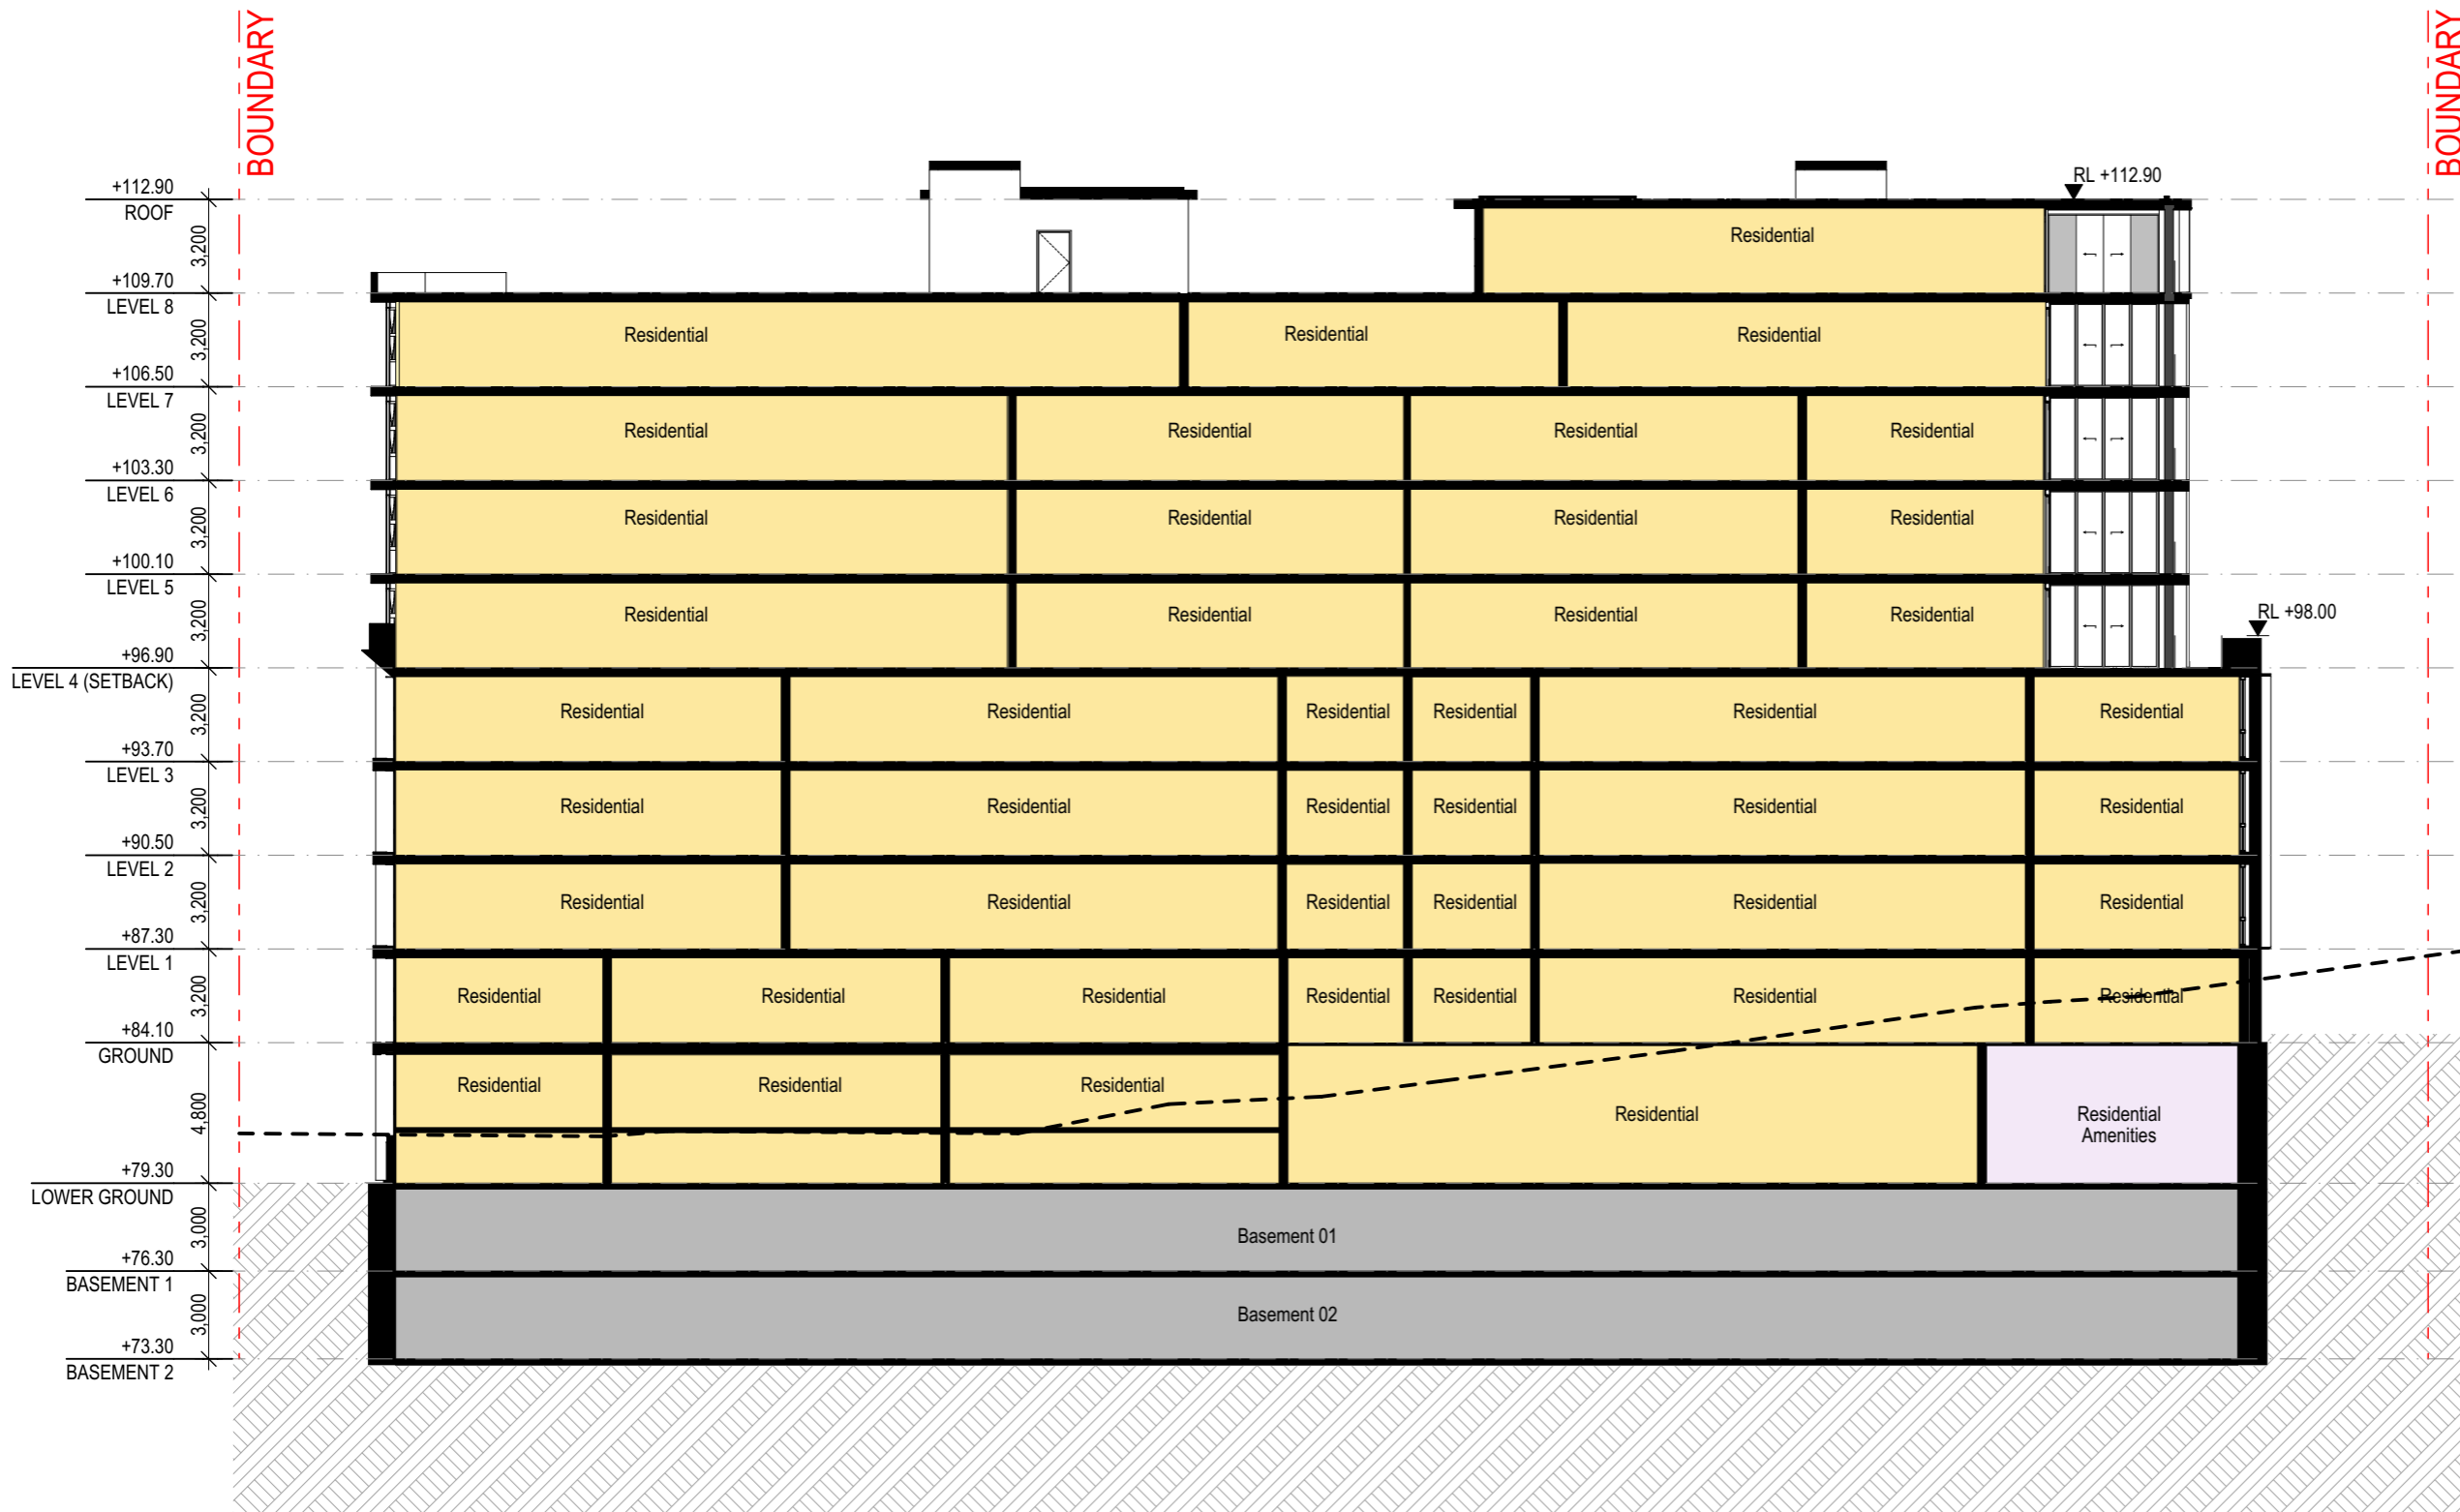 BOUNDARY
BOUNDARY
+112.90
ROOF
RL +112.90
3,200
Residential
+109.70
LEVEL 8
3,200
Residential
Residential
Residential
+106.50
LEVEL 7
3,200
Residential
Residential
Residential
Residential
+103.30
LEVEL 6
3,200
Residential
Residential
Residential
Residential
+100.10
LEVEL 5
3,200
Residential
Residential
Residential
Residential
RL +98.00
+96.90
LEVEL 4 (SETBACK)
3,200
Residential
Residential
Residential
Residential
Residential
Residential
+93.70
LEVEL 3
3,200
Residential
Residential
Residential
Residential
Residential
Residential
+90.50
LEVEL 2
3,200
Residential
Residential
Residential
Residential
Residential
Residential
+87.30
LEVEL 1
3,200
Residential
Residential
Residential
Residential
Residential
Residential
Residential
+84.10
GROUND
4,800
Residential
Residential
Residential
Residential
Residential
Amenities
+79.30
LOWER GROUND
3,000
Basement 01
+76.30
BASEMENT 1
3,000
Basement 02
+73.30
BASEMENT 2